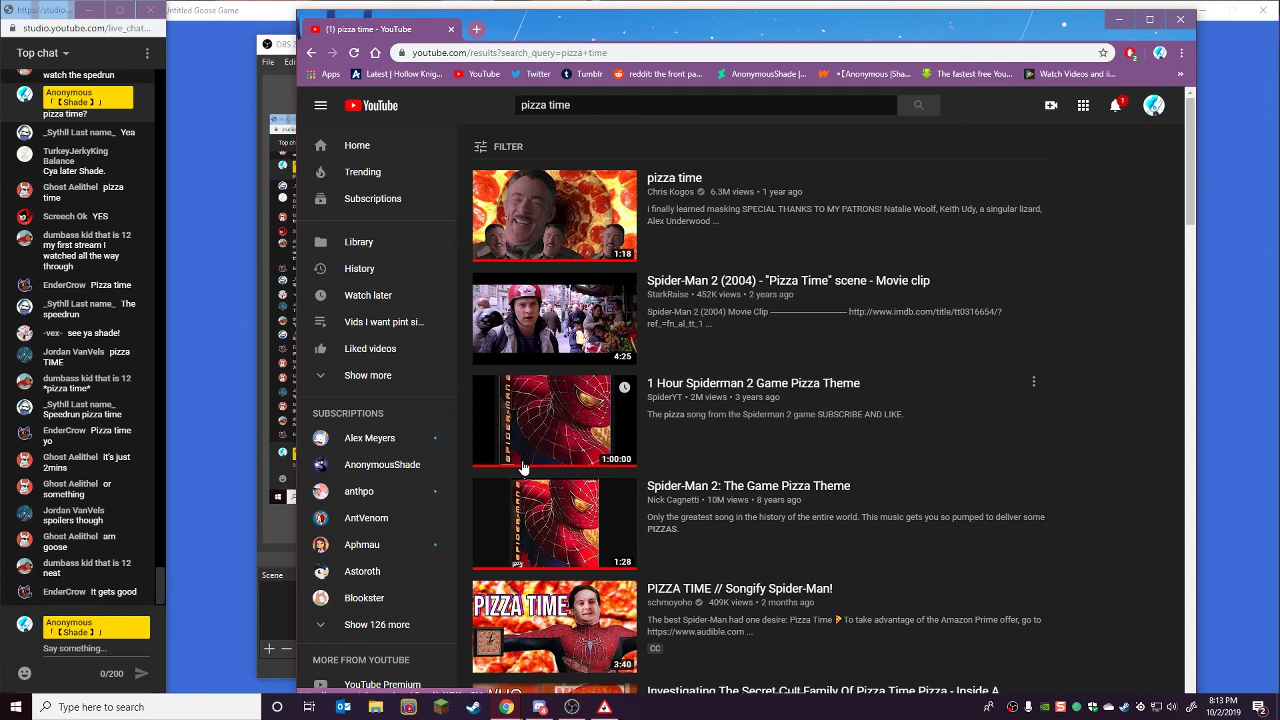 https://studio...
ntitled Goose Game
(1) pizza time - YouTube
studio.youtube.com/live_chat...
youtube.com/results?search_query=pizza+time
2
Apps
Latest | Hollow Knig...
YouTube
Twitter
Tumblr
reddit: the front pa...
AnonymousShade |...
【Anonymous |Sha...
The fastest free You...
Watch Videos and li...
»
File
Edit
Top chat
watch the speedrun
Anonymous
「【Shade】」
pizza time?
_Sythll Last name Yea
TurkeyJerkyKing
Balance
Cya later Shade.
Ghost Aelithel pizza
time
Screech Ok YES
dumbass kid that is 12
my first stream I
watched all the way
through
EnderCrow Pizza time
_Sythll Last name The
speedrun
-vex- see ya shade!
Jordan VanVels pizza
TIME
dumbass kid that is 12
*pizza time*
_Sythll Last name
Speedrun pizza time
EnderCrow Pizza time
yo
Ghost Aelithel it's just
2mins
Ghost Aelithel or
something
Jordan VanVels
spoilers though
Ghost Aelithel am
goose
dumbass kid that is 12
neat
EnderCrow It gets good
Anonymous
「【Shade】」
Say something...
0/200
Scene
YouTube
pizza time
1
Home
Trending
Subscriptions
Library
History
Watch later
Vids I want pint si...
Liked videos
Show more
SUBSCRIPTIONS
Alex Meyers
AnonymousShade
anthpo
AntVenom
Aphmau
Astoroth
Blookster
Show 126 more
MORE FROM YOUTUBE
YouTube Premium
FILTER
1:18
pizza time
Chris Kogos 6.3M views • 1 year ago
I finally learned masking SPECIAL THANKS TO MY PATRONS! Natalie Woolf, Keith Udy, a singular lizard,
Alex Underwood ...
4:25
Spider-Man 2 (2004) - "Pizza Time" scene - Movie clip
StarkRaise • 452K views • 2 years ago
Spider-Man 2 (2004) Movie Clip ------------------------------ http://www.imdb.com/title/tt0316654/?
ref_=fn_al_tt_1 ...
1:00:00
1 Hour Spiderman 2 Game Pizza Theme
SpiderYT • 2M views • 3 years ago
The pizza song from the Spiderman 2 game SUBSCRIBE AND LIKE.
1:28
Spider-Man 2: The Game Pizza Theme
Nick Cagnetti • 10M views • 8 years ago
Only the greatest song in the history of the entire world. This music gets you so pumped to deliver some
PIZZAS.
PIZZA TIME
3:40
PIZZA TIME // Songify Spider-Man!
schmoyoho 409K views • 2 months ago
The best Spider-Man had one desire: Pizza Time To take advantage of the Amazon Prime offer, go to
https://www.audible.com ...
CC
Investigating The Secret Cult Family Of Pizza Time Pizza - Inside A
Type here to search
8:13 PM
10/2/2019
2